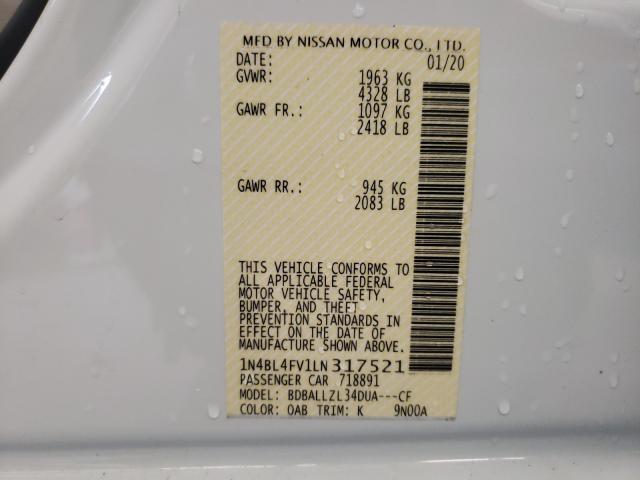 MFD BY NISSAN MOTOR CO., LTD.
DATE: 01/20
GVWR: 1963 KG
4328 LB
GAWR FR.: 1097 KG
2418 LB
GAWR RR.: 945 KG
2083 LB
THIS VEHICLE CONFORMS TO
ALL APPLICABLE FEDERAL
MOTOR VEHICLE SAFETY,
BUMPER, AND THEFT
PREVENTION STANDARDS IN
EFFECT ON THE DATE OF
MANUFACTURE SHOWN ABOVE.
1N4BL4FV1LN317521
PASSENGER CAR 718891
MODEL: BDBALLZL34DUA---CF
COLOR: QAB TRIM: K 9N00A